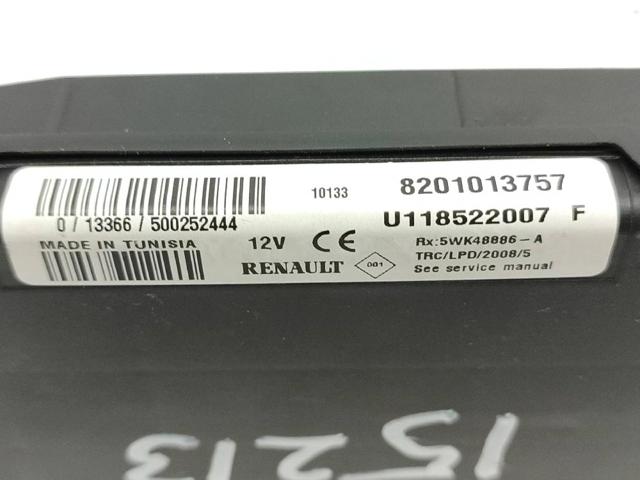 10133
8201013757
0 / 13366 / 500252444
U118522007 F
MADE IN TUNISIA
12V
CE
Rx:5WK48886-A
TRC/LPD/2008/5
RENAULT
001
See service manual
15213